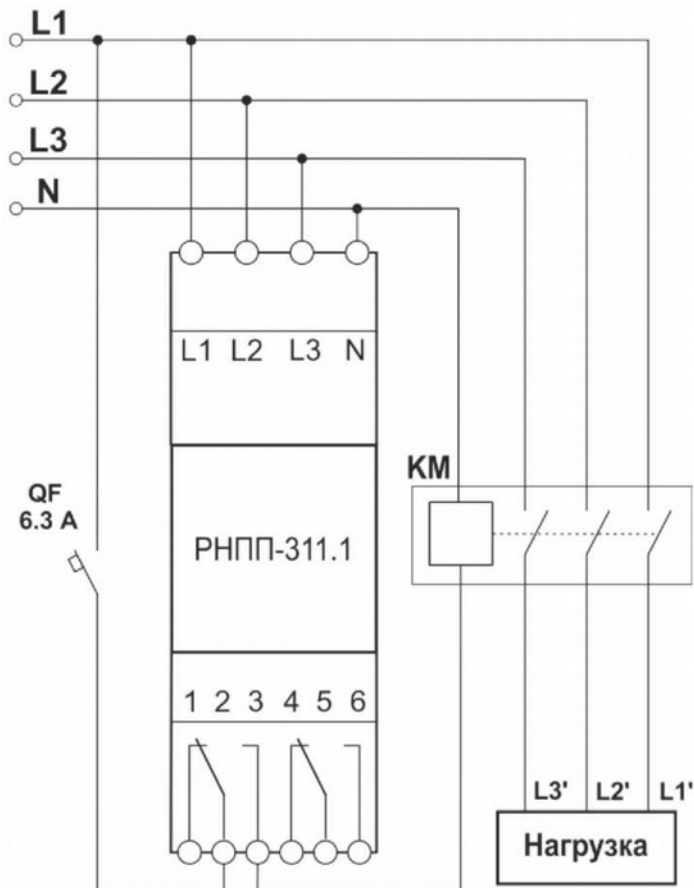 L1
L2
L3
N
L1 L2 L3 N
KM
QF
6.3 А
РНПП-311.1
1 2 3 4 5 6
L3' L2' L1'
Нагрузка